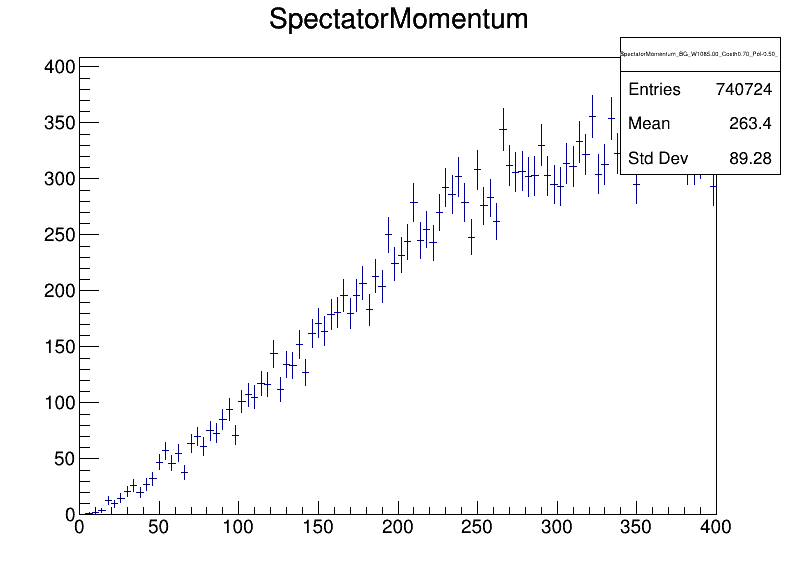 SpectatorMomentum
SpectatorMomentum_BG_W1085.00_Coeth0.70_Pol-0.50_
Entries 740724
Mean 263.4
Std Dev 89.28
400
350
300
250
200
150
100
50
0
0 50 100 150 200 250 300 350 400